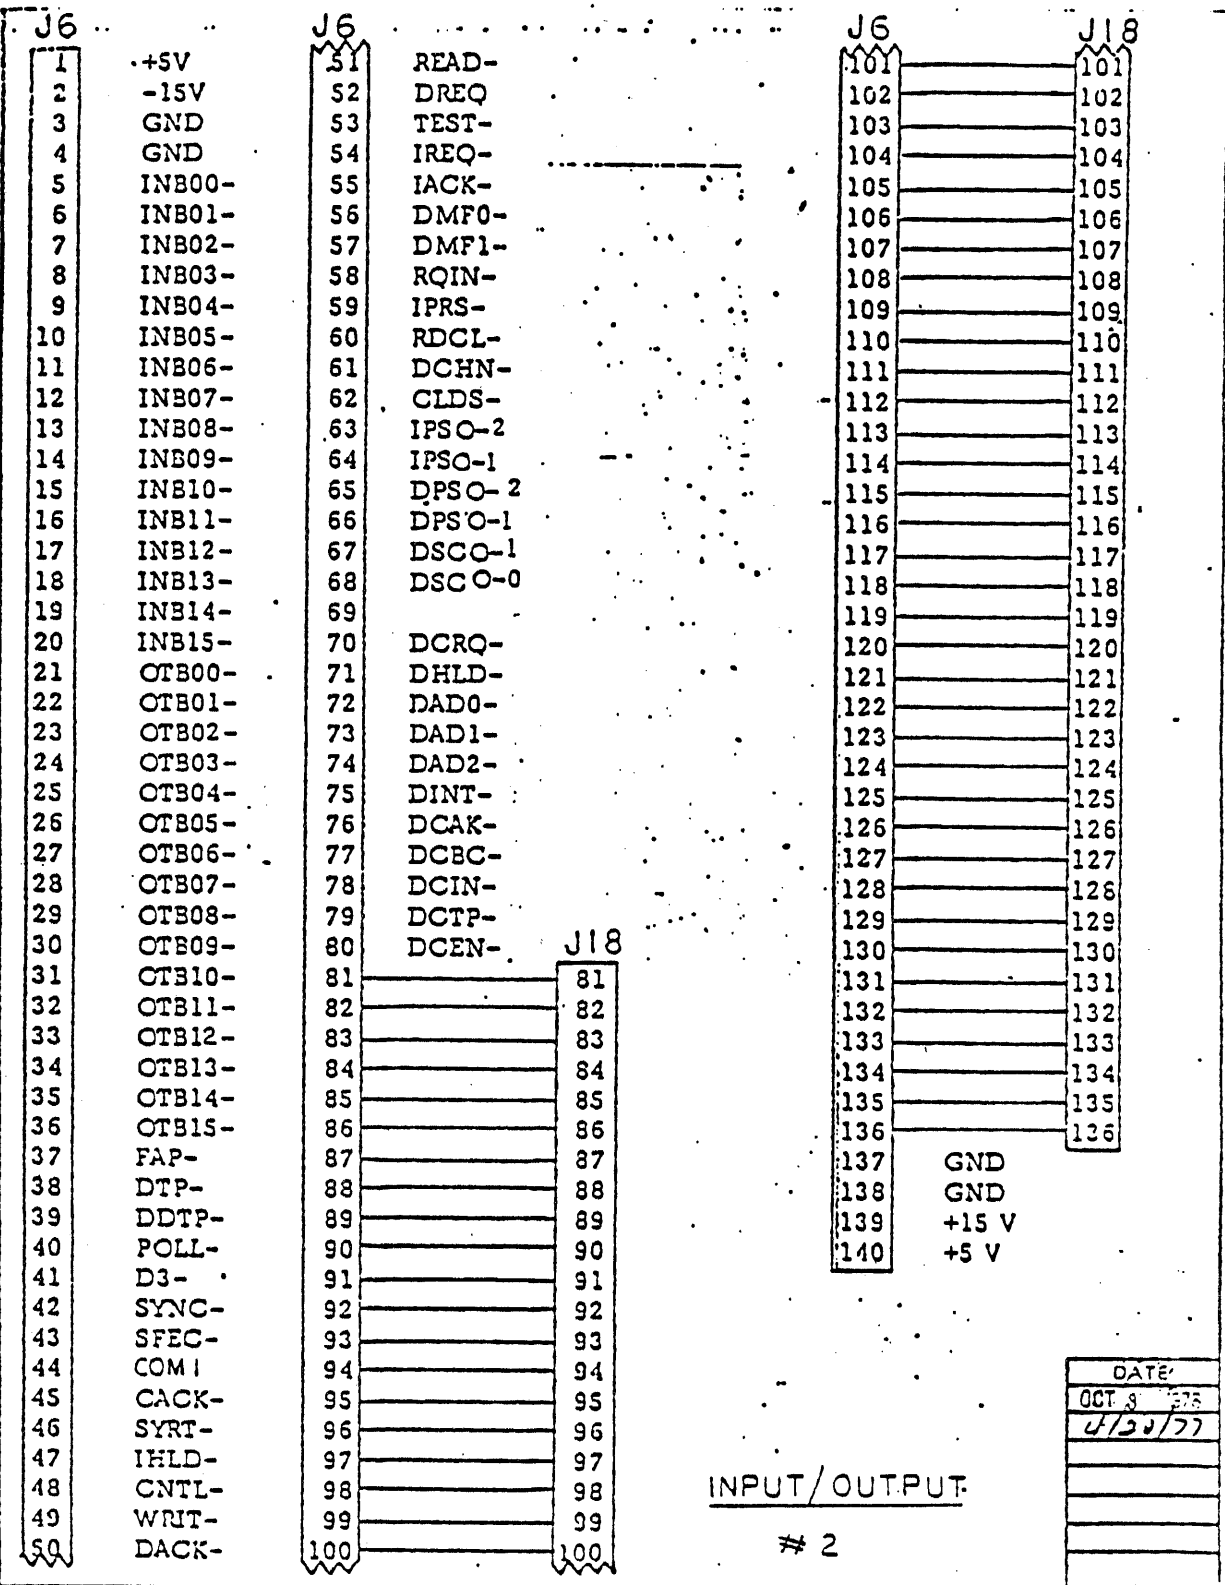 J6
1 +5V
2 -15V
3 GND
4 GND
5 INB00-
6 INB01-
7 INB02-
8 INB03-
9 INB04-
10 INB05-
11 INB06-
12 INB07-
13 INB08-
14 INB09-
15 INB10-
16 INB11-
17 INB12-
18 INB13-
19 INB14-
20 INB15-
21 OTB00-
22 OTB01-
23 OTB02-
24 OTB03-
25 OTB04-
26 OTB05-
27 OTB06-
28 OTB07-
29 OTB08-
30 OTB09-
31 OTB10-
32 OTB11-
33 OTB12-
34 OTB13-
35 OTB14-
36 OTB15-
37 FAP-
38 DTP-
39 DDTP-
40 POLL-
41 D3-
42 SYNC-
43 SFEC-
44 COM1
45 CACK-
46 SYRT-
47 IHLD-
48 CNTL-
49 WRIT-
50 DACK-
J6
51 READ-
52 DREQ
53 TEST-
54 IREQ-
55 IACK-
56 DMF0-
57 DMF1-
58 RQIN-
59 IPRS-
60 RDCL-
61 DCHN-
62 CLDS-
63 IPSO-2
64 IPSO-1
65 DPSO-2
66 DPSO-1
67 DSCO-1
68 DSCO-0
69
70 DCRQ-
71 DHLD-
72 DAD0-
73 DAD1-
74 DAD2-
75 DINT-
76 DCAK-
77 DCBC-
78 DCIN-
79 DCTP-
80 DCEN-
J18
81 81
82 82
83 83
84 84
85 85
86 86
87 87
88 88
89 89
90 90
91 91
92 92
93 93
94 94
95 95
96 96
97 97
98 98
99 99
100 100
J6 J18
101 101
102 102
103 103
104 104
105 105
106 106
107 107
108 108
109 109
110 110
111 111
112 112
113 113
114 114
115 115
116 116
117 117
118 118
119 119
120 120
121 121
122 122
123 123
124 124
125 125
126 126
127 127
128 128
129 129
130 130
131 131
132 132
133 133
134 134
135 135
136 136
137 GND
138 GND
139 +15 V
140 +5 V
INPUT/OUTPUT
# 2
DATE
OCT 8
4/20/77